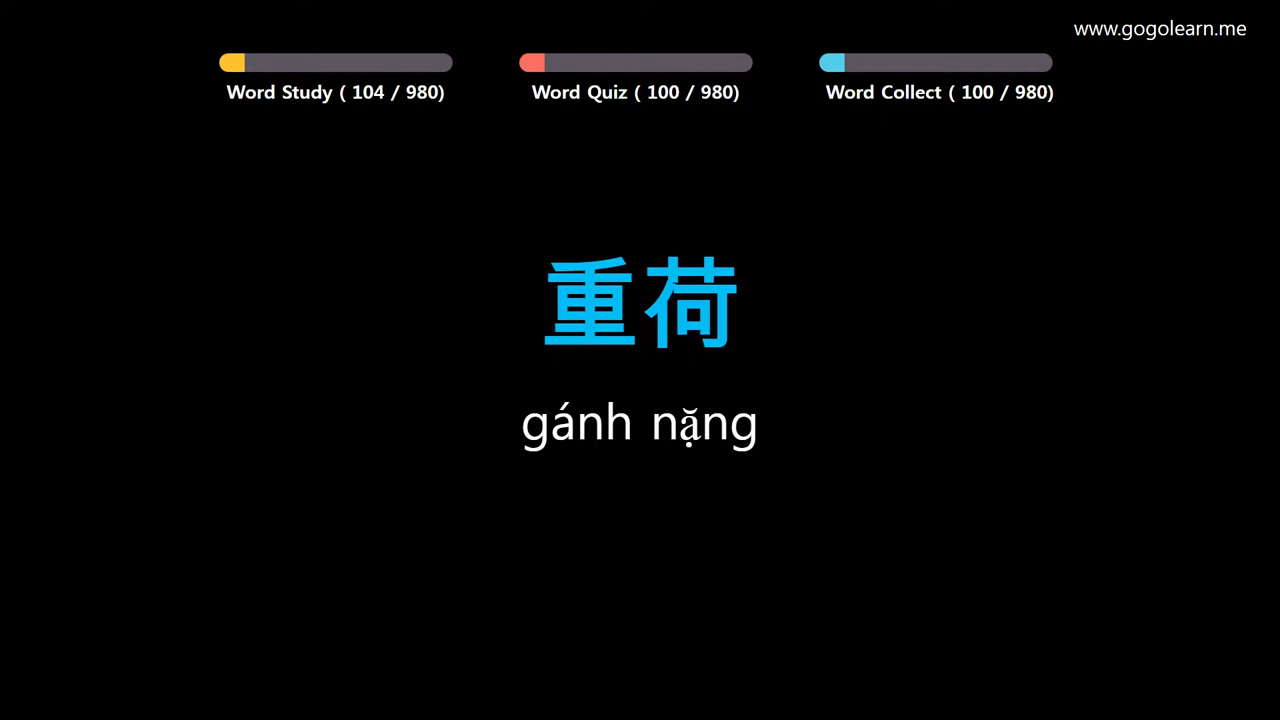 www.gogolearn.me
Word Study ( 104 / 980)
Word Quiz ( 100 / 980)
Word Collect ( 100 / 980)
重荷
gánh nặng